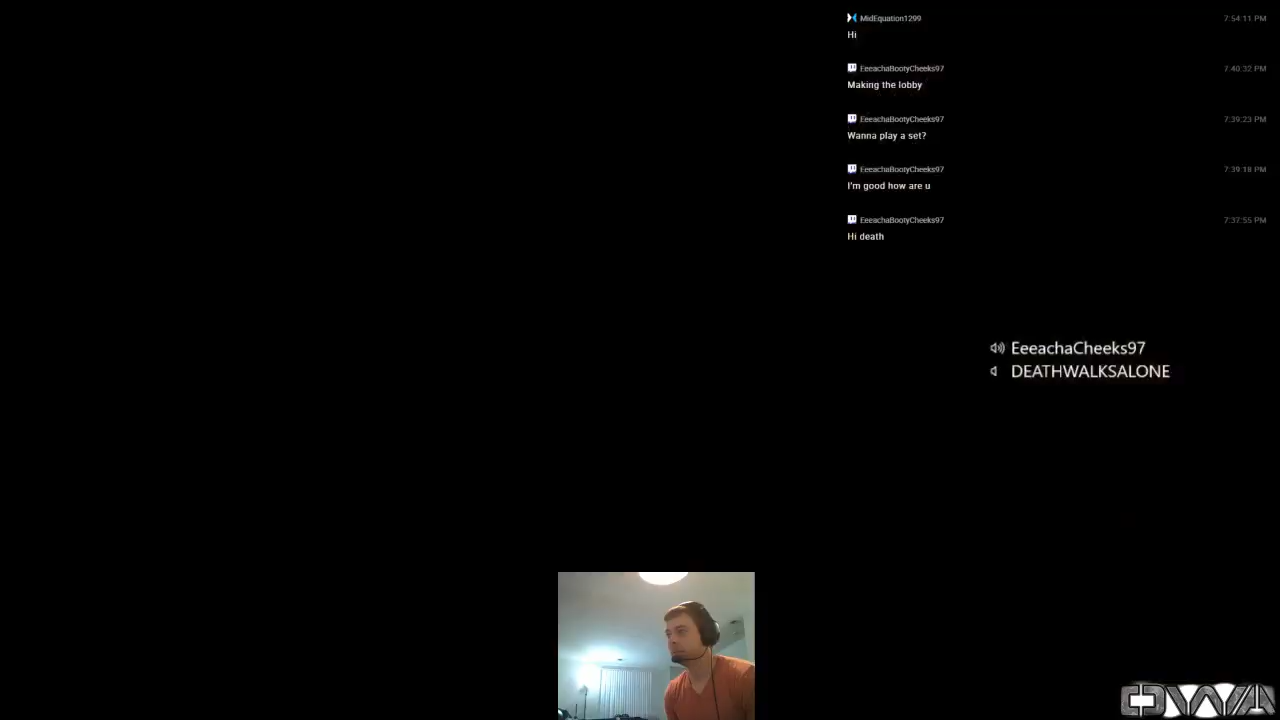 MidEquation1299 7:54:11 PM
Hi
EeeachaBootyCheeks97 7:40:32 PM
Making the lobby
EeeachaBootyCheeks97 7:39:23 PM
Wanna play a set?
EeeachaBootyCheeks97 7:39:18 PM
I'm good how are u
EeeachaBootyCheeks97 7:37:55 PM
Hi death
EeeachaCheeks97
DEATHWALKSALONE
DWA